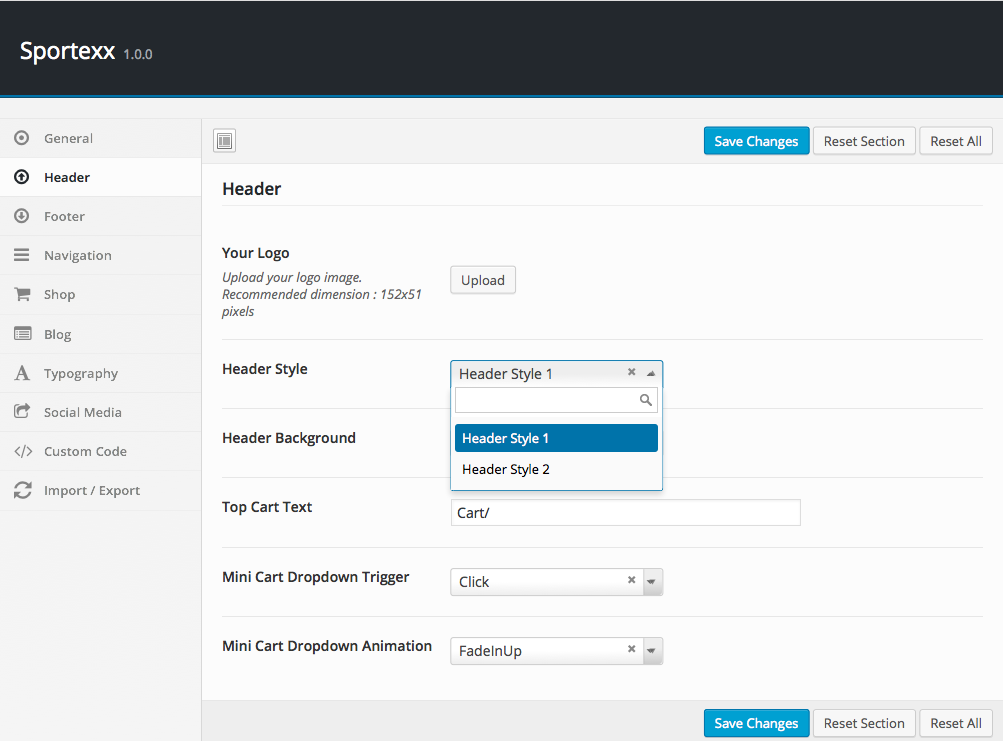 Sportexx 1.0.0
General
Header
Footer
Navigation
Shop
Blog
Typography
Social Media
Custom Code
Import / Export
Save Changes Reset Section Reset All
Header
Your Logo
Upload your logo image.
Recommended dimension : 152x51
pixels
Upload
Header Style
Header Style 1
Header Style 1
Header Style 2
Header Background
Top Cart Text
Cart/
Mini Cart Dropdown Trigger
Click
Mini Cart Dropdown Animation
FadeInUp
Save Changes Reset Section Reset All